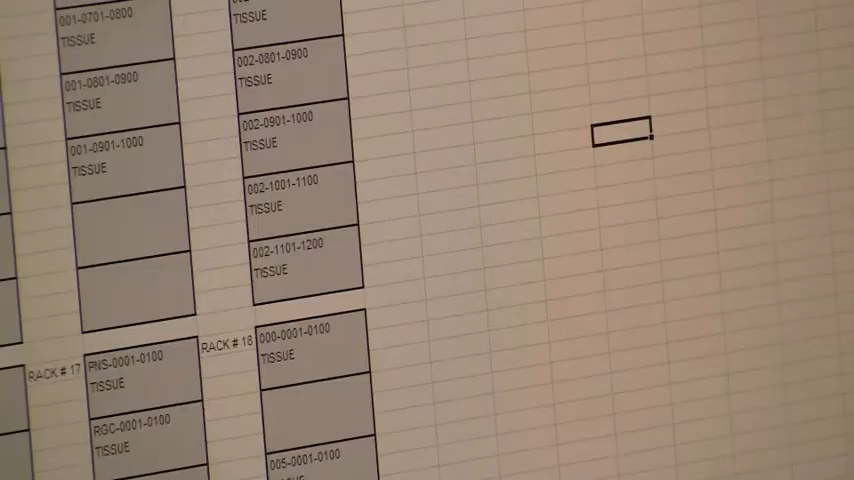 001-0701-0800
TISSUE
001-0801-0900
TISSUE
001-0901-1000
TISSUE
TISSUE
002-0801-0900
TISSUE
002-0901-1000
TISSUE
002-1001-1100
TISSUE
002-1101-1200
TISSUE
RACK # 17
PNS-0001-0100
TISSUE
RGC-0001-0100
TISSUE
RACK # 18
000-0001-0100
TISSUE
005-0001-0100